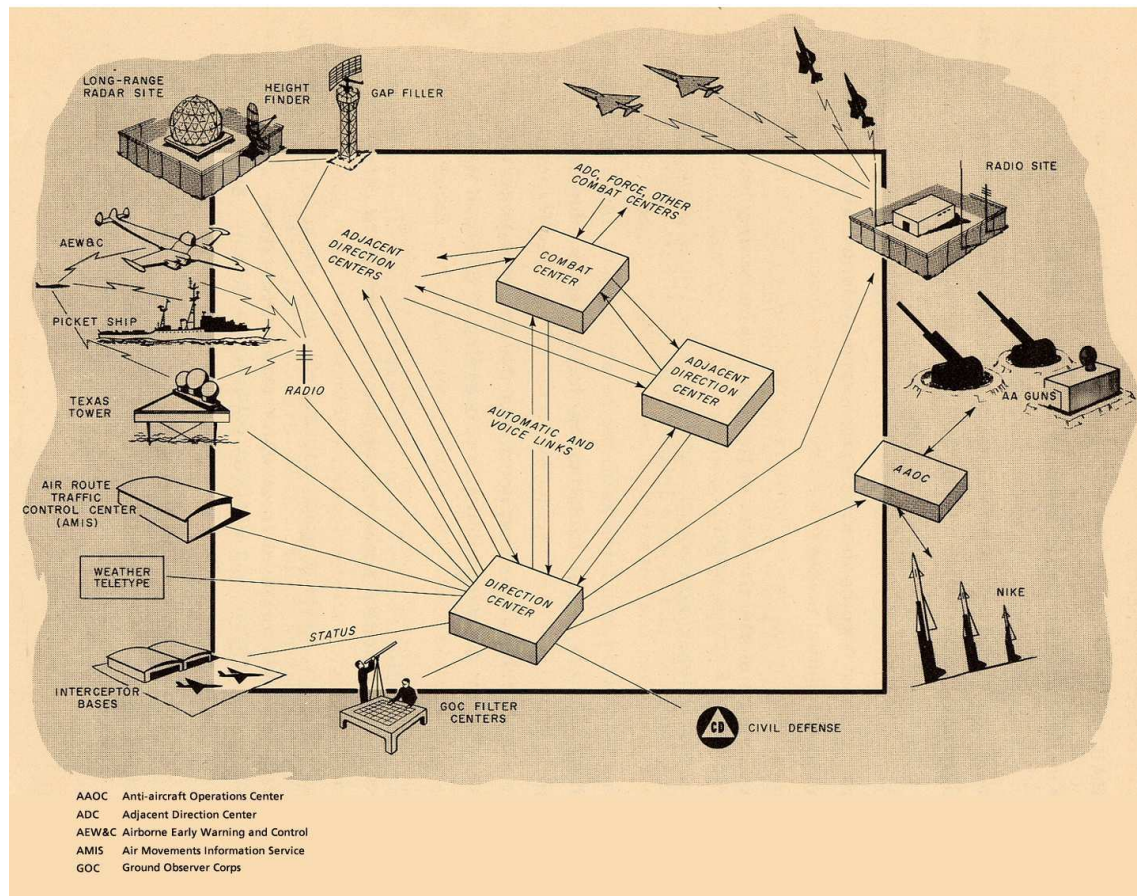 LONG-RANGE
RADAR SITE
HEIGHT
FINDER
GAP FILLER
RADIO SITE
ADC, FORCE, OTHER
COMBAT CENTERS
ADJACENT
DIRECTION
CENTERS
COMBAT
CENTER
AEW&C
PICKET SHIP
RADIO
ADJACENT
DIRECTION
CENTER
AA GUNS
TEXAS
TOWER
AUTOMATIC AND
VOICE LINKS
AAOC
AIR ROUTE
TRAFFIC
CONTROL CENTER
(AMIS)
WEATHER
TELETYPE
DIRECTION
CENTER
NIKE
STATUS
INTERCEPTOR
BASES
GOC FILTER
CENTERS
CD
CIVIL DEFENSE
AAOC Anti-aircraft Operations Center
ADC Adjacent Direction Center
AEW&C Airborne Early Warning and Control
AMIS Air Movements Information Service
GOC Ground Observer Corps